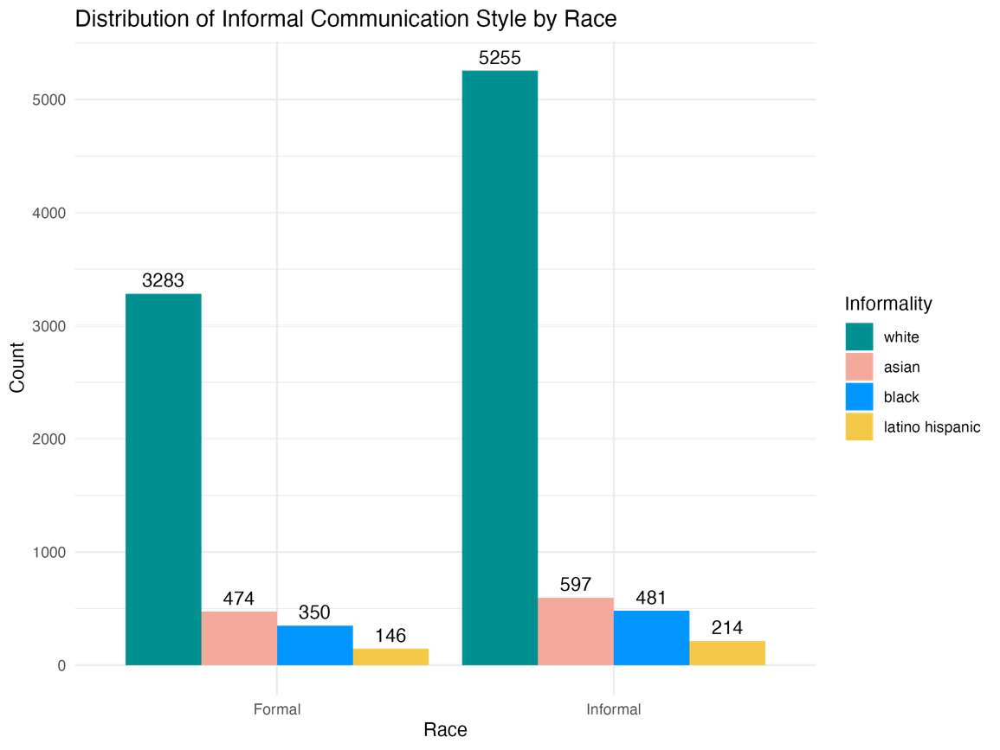 Distribution of Informal Communication Style by Race
5255
5000
4000
3283
3000
Count
2000
1000
597
474
481
350
214
146
0
Formal
Informal
Race
Informality
white
asian
black
latino hispanic